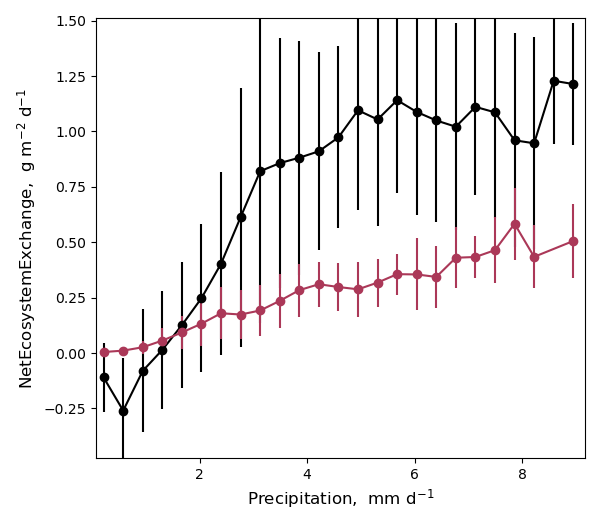 1.50
1.25
1.00
0.75
0.50
0.25
0.00
−0.25
NetEcosystemExchange, g m⁻² d⁻¹
2 4 6 8
Precipitation, mm d⁻¹